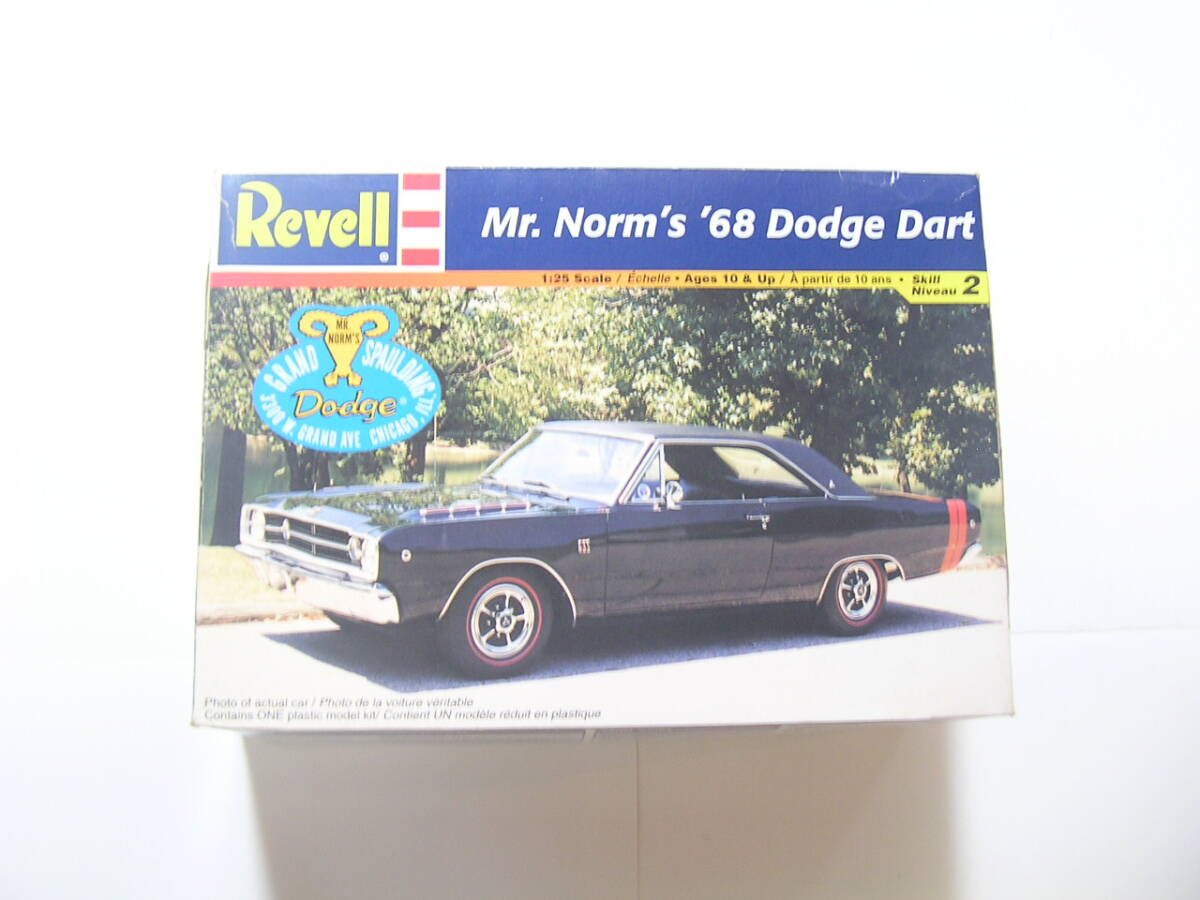 Revell ®
Mr. Norm's '68 Dodge Dart
1:25 Scale / Échelle • Ages 10 & Up / À partir de 10 ans • Skill
Niveau 2
MR.
NORM'S
GRAND SPAULDING
Dodge
3300 W. GRAND AVE CHICAGO, ILL.
Photo of actual car / Photo de la voiture véritable
Contains ONE plastic model kit/ Contient UN modèle réduit en plastique